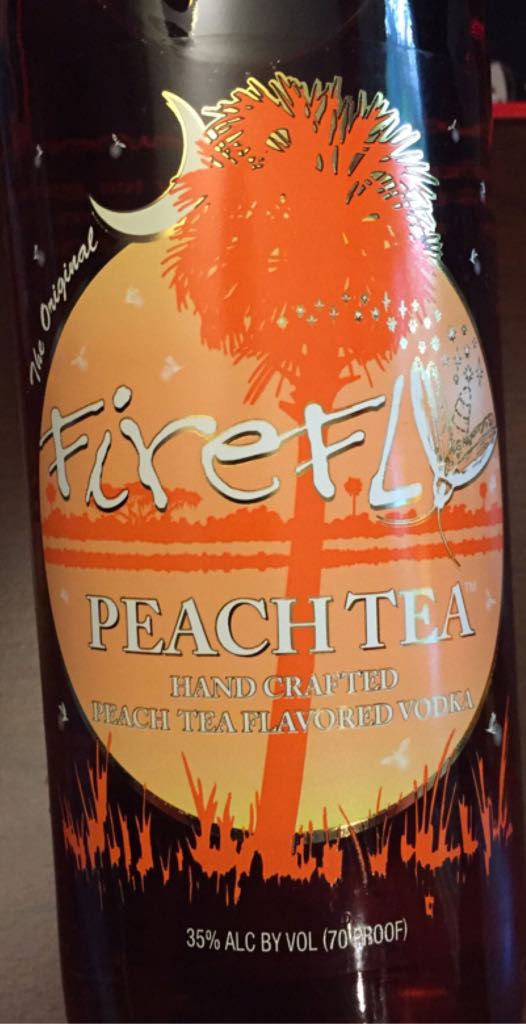 The Original
FireFly
PEACH TEA™
HAND CRAFTED
PEACH TEA FLAVORED VODKA
35% ALC BY VOL (70 PROOF)